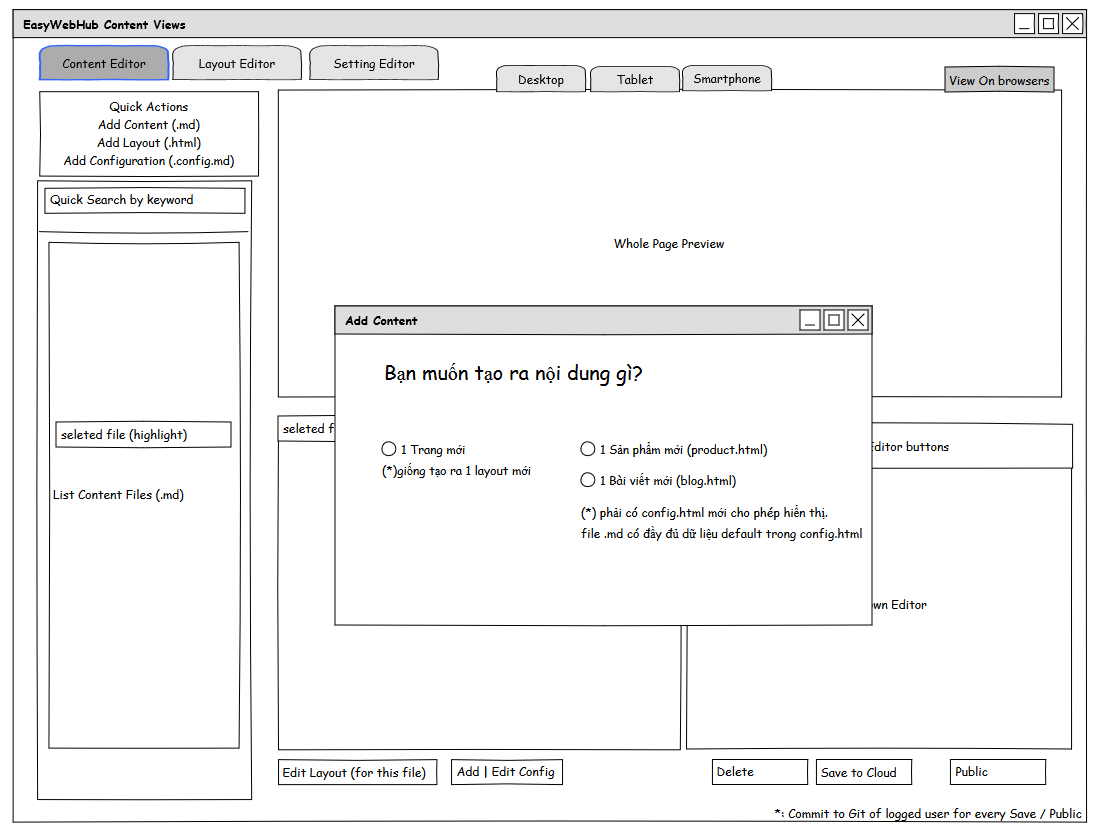 EasyWebHub Content Views
Content Editor
Layout Editor
Setting Editor
Desktop
Tablet
Smartphone
View On browsers
Quick Actions
Add Content (.md)
Add Layout (.html)
Add Configuration (.config.md)
Quick Search by keyword
seleted file (highlight)
List Content Files (.md)
Whole Page Preview
Add Content
Bạn muốn tạo ra nội dung gì?
1 Trang mới
(*)giống tạo ra 1 layout mới
1 Sản phẩm mới (product.html)
1 Bài viết mới (blog.html)
(*) phải có config.html mới cho phép hiển thị.
file .md có đầy đủ dữ liệu default trong config.html
seleted f
Editor buttons
wn Editor
Edit Layout (for this file)
Add | Edit Config
Delete
Save to Cloud
Public
*: Commit to Git of logged user for every Save / Public